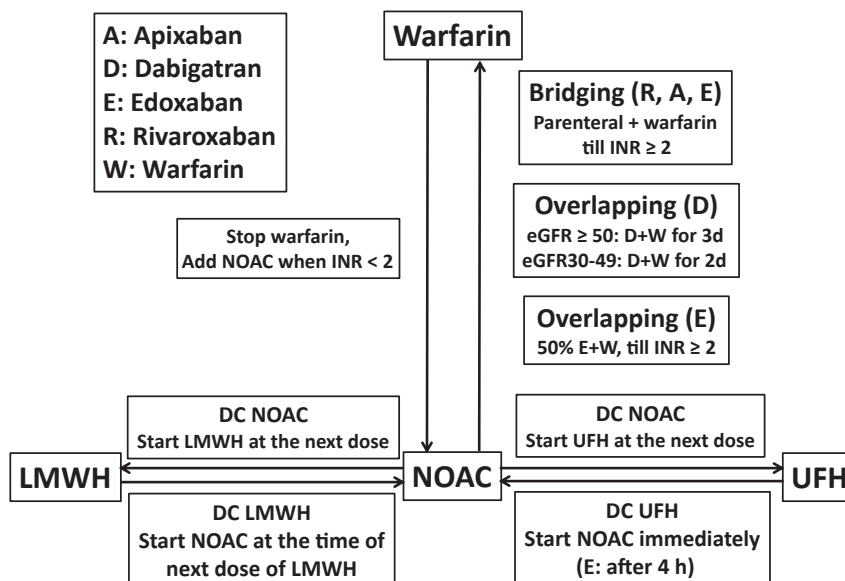 A: Apixaban
D: Dabigatran
E: Edoxaban
R: Rivaroxaban
W: Warfarin
Warfarin
Bridging (R, A, E)
Parenteral + warfarin
till INR ≥ 2
Stop warfarin,
Add NOAC when INR < 2
Overlapping (D)
eGFR ≥ 50: D+W for 3d
eGFR30-49: D+W for 2d
Overlapping (E)
50% E+W, till INR ≥ 2
DC NOAC
Start LMWH at the next dose
DC NOAC
Start UFH at the next dose
LMWH
NOAC
UFH
DC LMWH
Start NOAC at the time of
next dose of LMWH
DC UFH
Start NOAC immediately
(E: after 4 h)